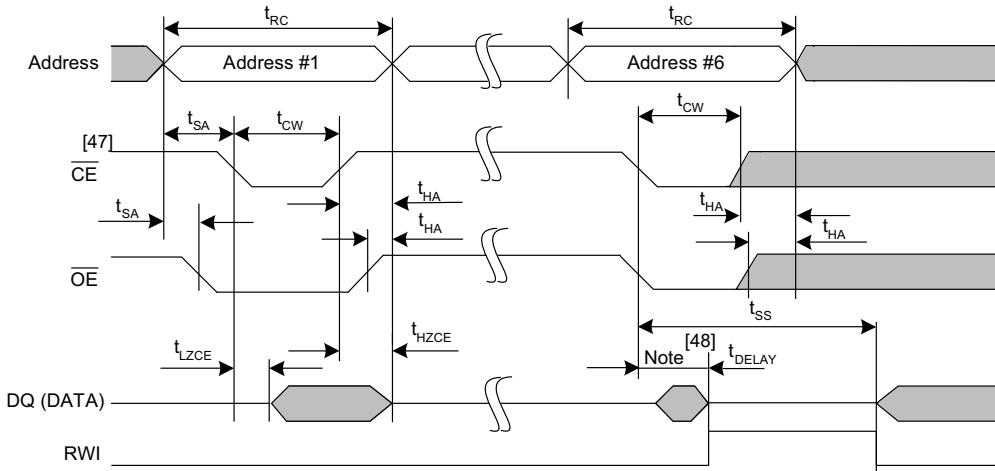 tRC tRC
Address Address #1 Address #6
tSA tCW tCW
[47]
CE
tSA tHA tHA
tHA tHA
OE
tSS
tLZCE tHZCE Note [48] tDELAY
DQ (DATA)
RWI